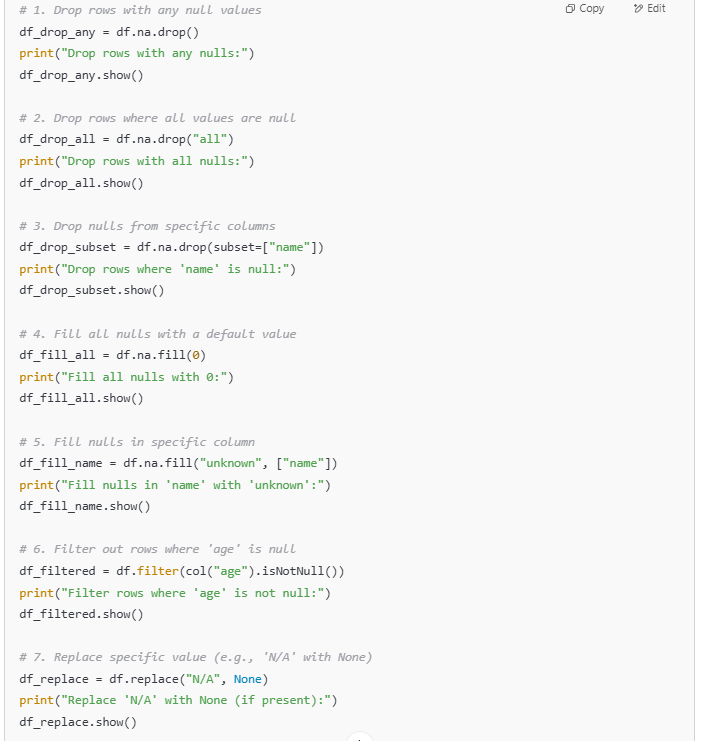 # 1. Drop rows with any null values
Copy
Edit
df_drop_any = df.na.drop()
print("Drop rows with any nulls:")
df_drop_any.show()

# 2. Drop rows where all values are null
df_drop_all = df.na.drop("all")
print("Drop rows with all nulls:")
df_drop_all.show()

# 3. Drop nulls from specific columns
df_drop_subset = df.na.drop(subset=["name"])
print("Drop rows where 'name' is null:")
df_drop_subset.show()

# 4. Fill all nulls with a default value
df_fill_all = df.na.fill(0)
print("Fill all nulls with 0:")
df_fill_all.show()

# 5. Fill nulls in specific column
df_fill_name = df.na.fill("unknown", ["name"])
print("Fill nulls in 'name' with 'unknown':")
df_fill_name.show()

# 6. Filter out rows where 'age' is null
df_filtered = df.filter(col("age").isNotNull())
print("Filter rows where 'age' is not null:")
df_filtered.show()

# 7. Replace specific value (e.g., 'N/A' with None)
df_replace = df.replace("N/A", None)
print("Replace 'N/A' with None (if present):")
df_replace.show()